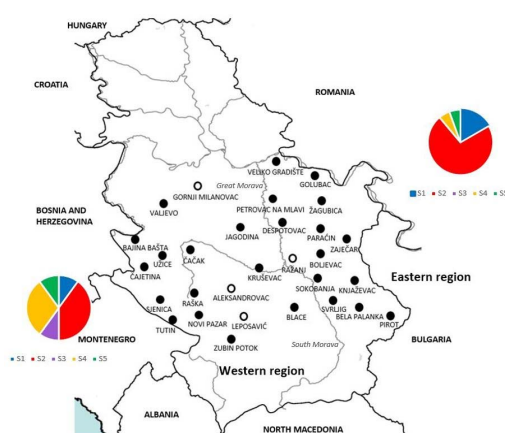 HUNGARY
CROATIA
ROMANIA
VELIKO GRADIŠTE
GOLUBAC
Great Morava
GORNJI MILANOVAC
PETROVAC NA MLAVI
ŽAGUBICA
S1 S2 S3 S4 S5
BOSNIA AND
HERZEGOVINA
VALJEVO
DESPOTOVAC
JAGODINA
PARAĆIN
BAJINA BAŠTA
ZAJEČAR
UŽICE
ČAČAK
BOLJEVAC
RAŽANJ
ČAJETINA
KRUŠEVAC
Eastern region
SOKOBANJA
KNJAŽEVAC
ALEKSANDROVAC
SJENICA
RAŠKA
SVRLJIG
BLACE
BELA PALANKA
NOVI PAZAR
LEPOSAVIĆ
PIROT
TUTIN
MONTENEGRO
BULGARIA
ZUBIN POTOK
South Morava
S1 S2 S3 S4 S5
Western region
ALBANIA
NORTH MACEDONIA